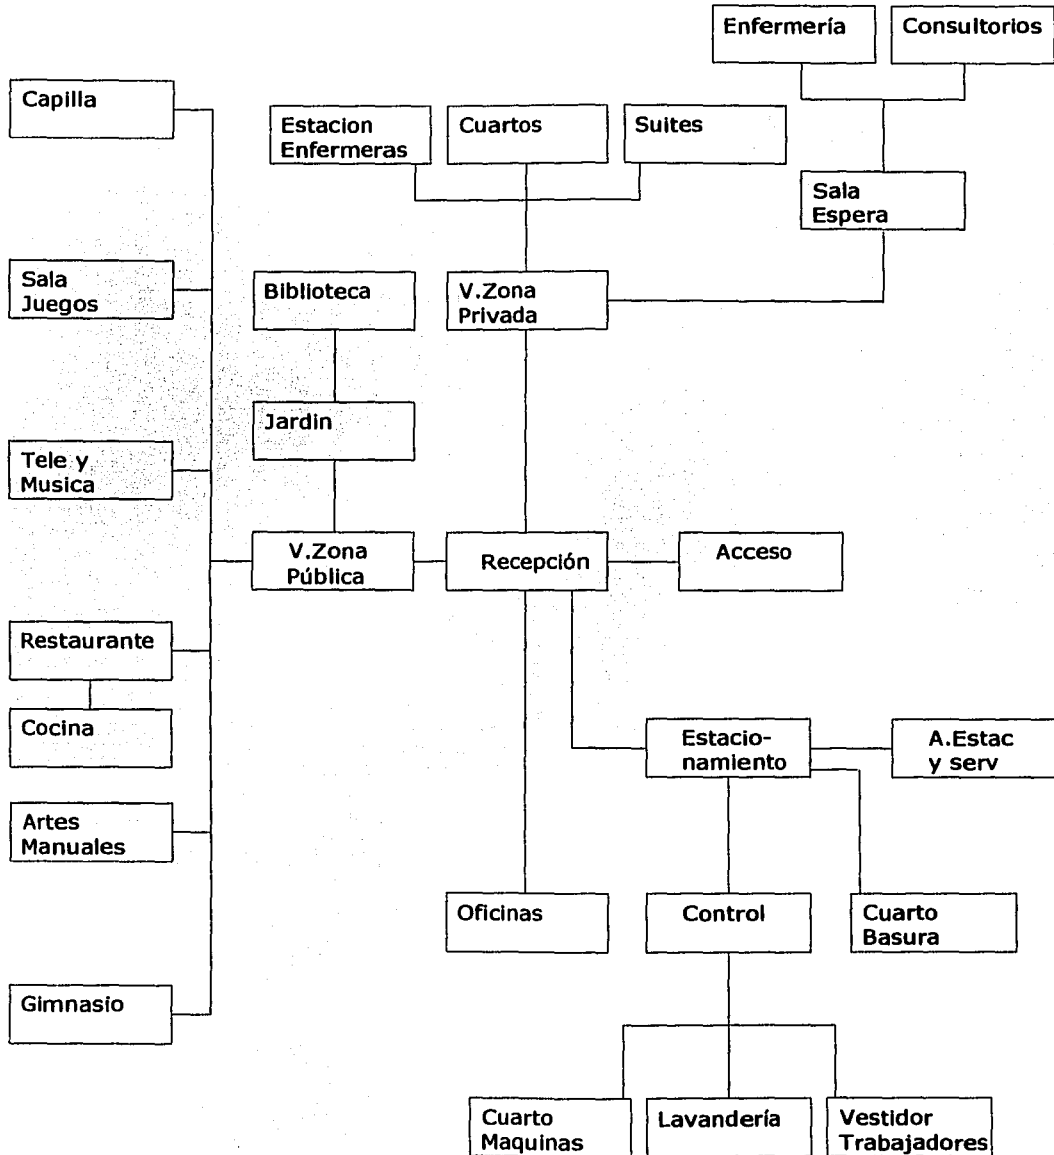 Enfermería
Consultorios
Capilla
Estacion
Enfermeras
Cuartos
Suites
Sala
Espera
Sala
Juegos
Biblioteca
V.Zona
Privada
Jardin
Tele y
Musica
V.Zona
Pública
Recepción
Acceso
Restaurante
Cocina
Estacio-
namiento
A.Estac
y serv
Artes
Manuales
Oficinas
Control
Cuarto
Basura
Gimnasio
Cuarto
Maquinas
Lavandería
Vestidor
Trabajadores